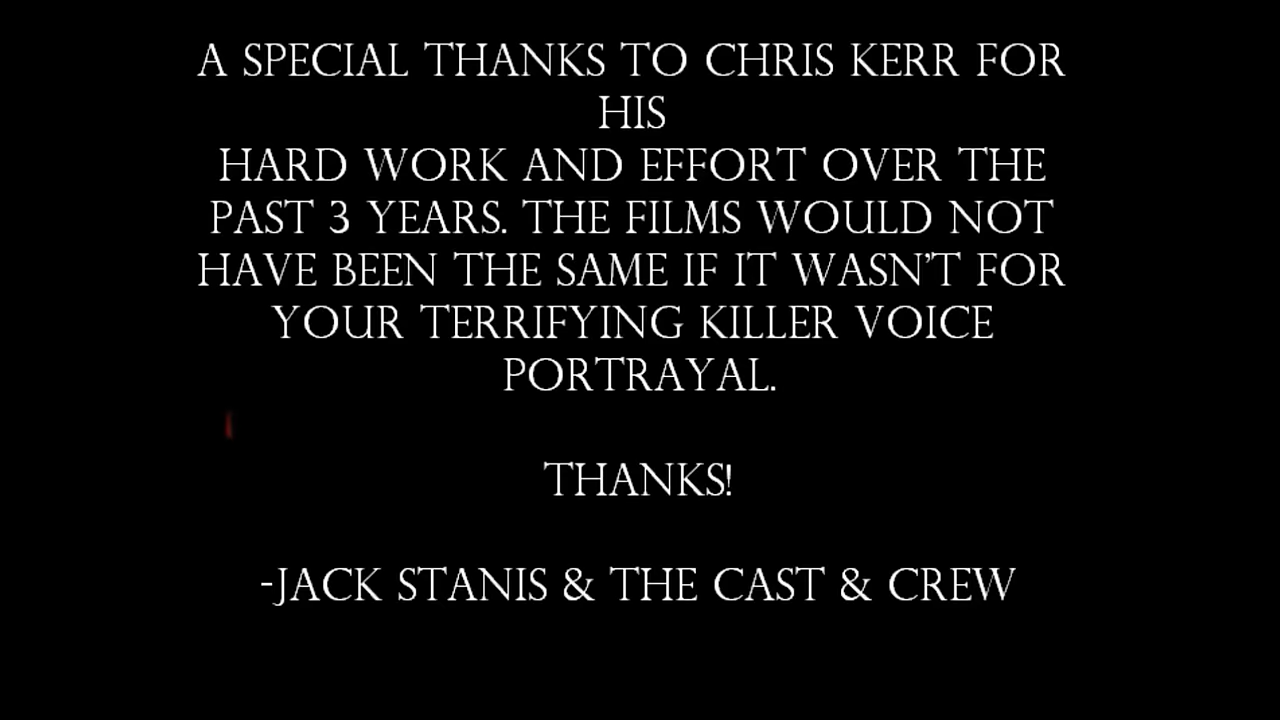 A SPECIAL THANKS TO CHRIS KERR FOR
HIS
HARD WORK AND EFFORT OVER THE
PAST 3 YEARS. THE FILMS WOULD NOT
HAVE BEEN THE SAME IF IT WASN'T FOR
YOUR TERRIFYING KILLER VOICE
PORTRAYAL.
THANKS!
-JACK STANIS & THE CAST & CREW